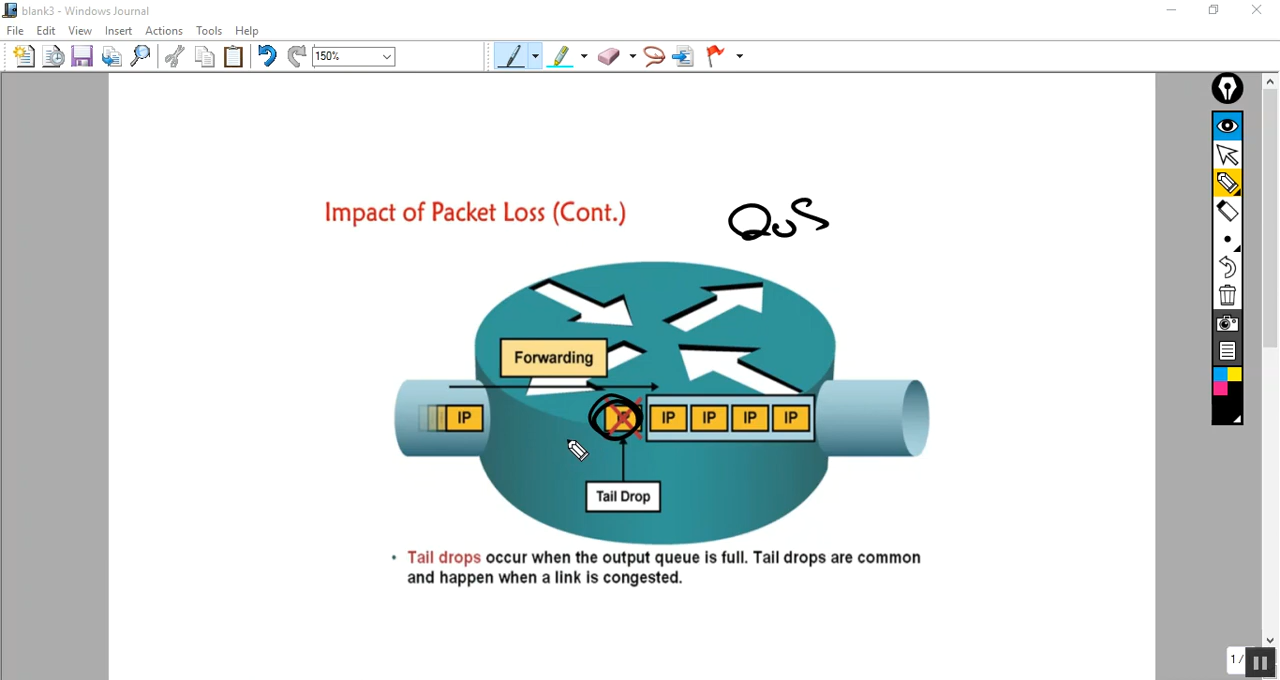 blank3 - Windows Journal
File Edit View Insert Actions Tools Help
150%
Impact of Packet Loss (Cont.)
QoS
Forwarding
IP
IP IP IP IP
Tail Drop
• Tail drops occur when the output queue is full. Tail drops are common
and happen when a link is congested.
1 /